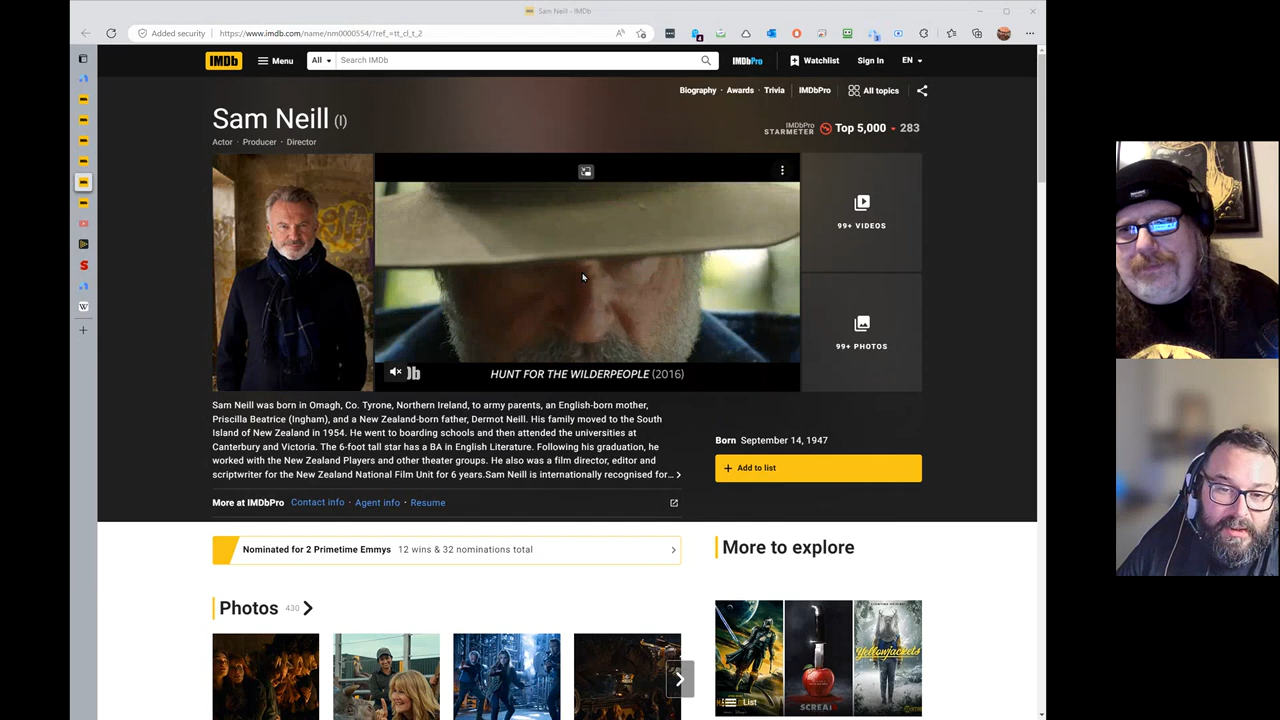 Sam Neill - IMDb
Added security
https://www.imdb.com/name/nm0000554/?ref_=tt_cl_t_2
IMDb
Menu
All
Search IMDb
IMDbPro
Watchlist
Sign In
EN
Biography · Awards · Trivia
IMDbPro
All topics
Sam Neill (I)
Actor · Producer · Director
IMDbPro
STARMETER
Top 5,000
283
99+ VIDEOS
99+ PHOTOS
HUNT FOR THE WILDERPEOPLE (2016)
Sam Neill was born in Omagh, Co. Tyrone, Northern Ireland, to army parents, an English-born mother,
Priscilla Beatrice (Ingham), and a New Zealand-born father, Dermot Neill. His family moved to the South
Island of New Zealand in 1954. He went to boarding schools and then attended the universities at
Canterbury and Victoria. The 6-foot tall star has a BA in English Literature. Following his graduation, he
worked with the New Zealand Players and other theater groups. He also was a film director, editor and
scriptwriter for the New Zealand National Film Unit for 6 years.Sam Neill is internationally recognised for...
Born September 14, 1947
+ Add to list
More at IMDbPro
Contact info · Agent info · Resume
Nominated for 2 Primetime Emmys 12 wins & 32 nominations total
More to explore
Photos 430
List
SCREAM
Yellowjackets